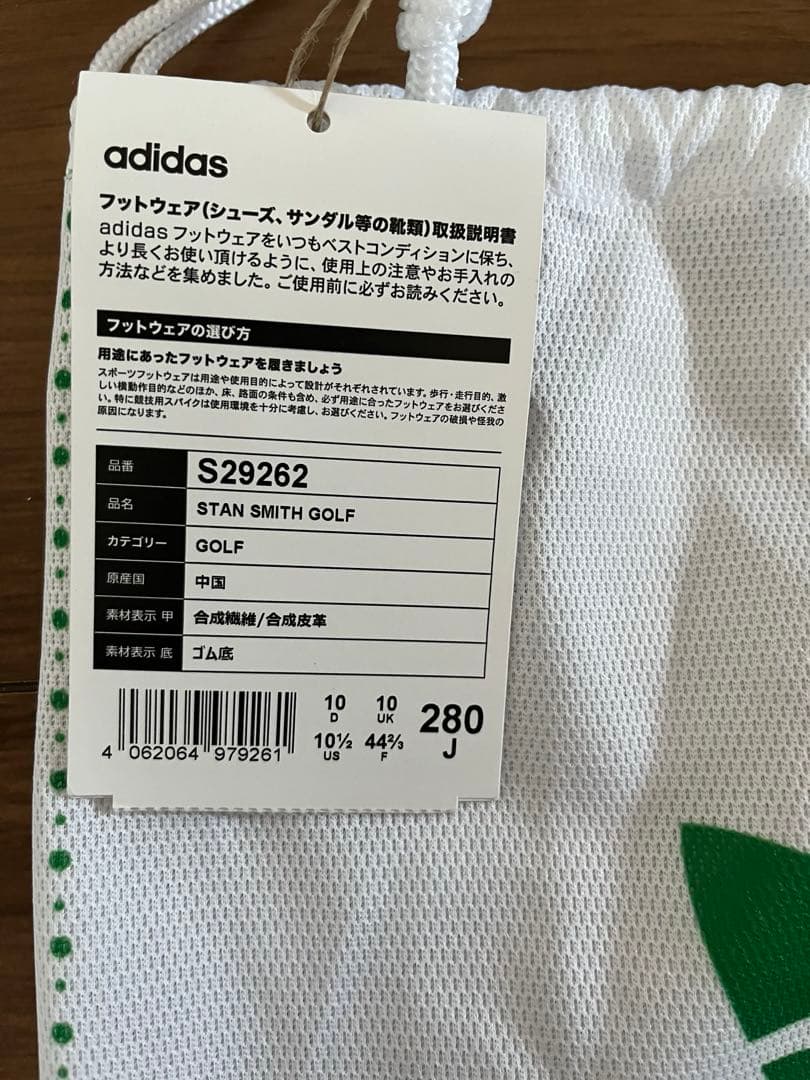 adidas
フットウェア(シューズ、サンダル等の靴類)取扱説明書
adidas フットウェアをいつもベストコンディションに保ち、
より長くお使い頂けるように、使用上の注意やお手入れの
方法などを集めました。ご使用前に必ずお読みください。
フットウェアの選び方
用途にあったフットウェアを履きましょう
スポーツフットウェアは用途や使用目的によって設計がそれぞれされています。歩行・走行目的、激
しい横動作目的などのほか、床、路面の条件も含め、必ず用途に合ったフットウェアをお選びくださ
い。特に競技用スパイクは使用環境を十分に考慮し、お選びください。フットウェアの破損や怪我の
原因になります。
品番 S29262
品名 STAN SMITH GOLF
カテゴリー GOLF
原産国 中国
素材表示 甲 合成繊維/合成皮革
素材表示 底 ゴム底
10 10 280
D UK J
10½ 44⅔
US F
4 062064 979261